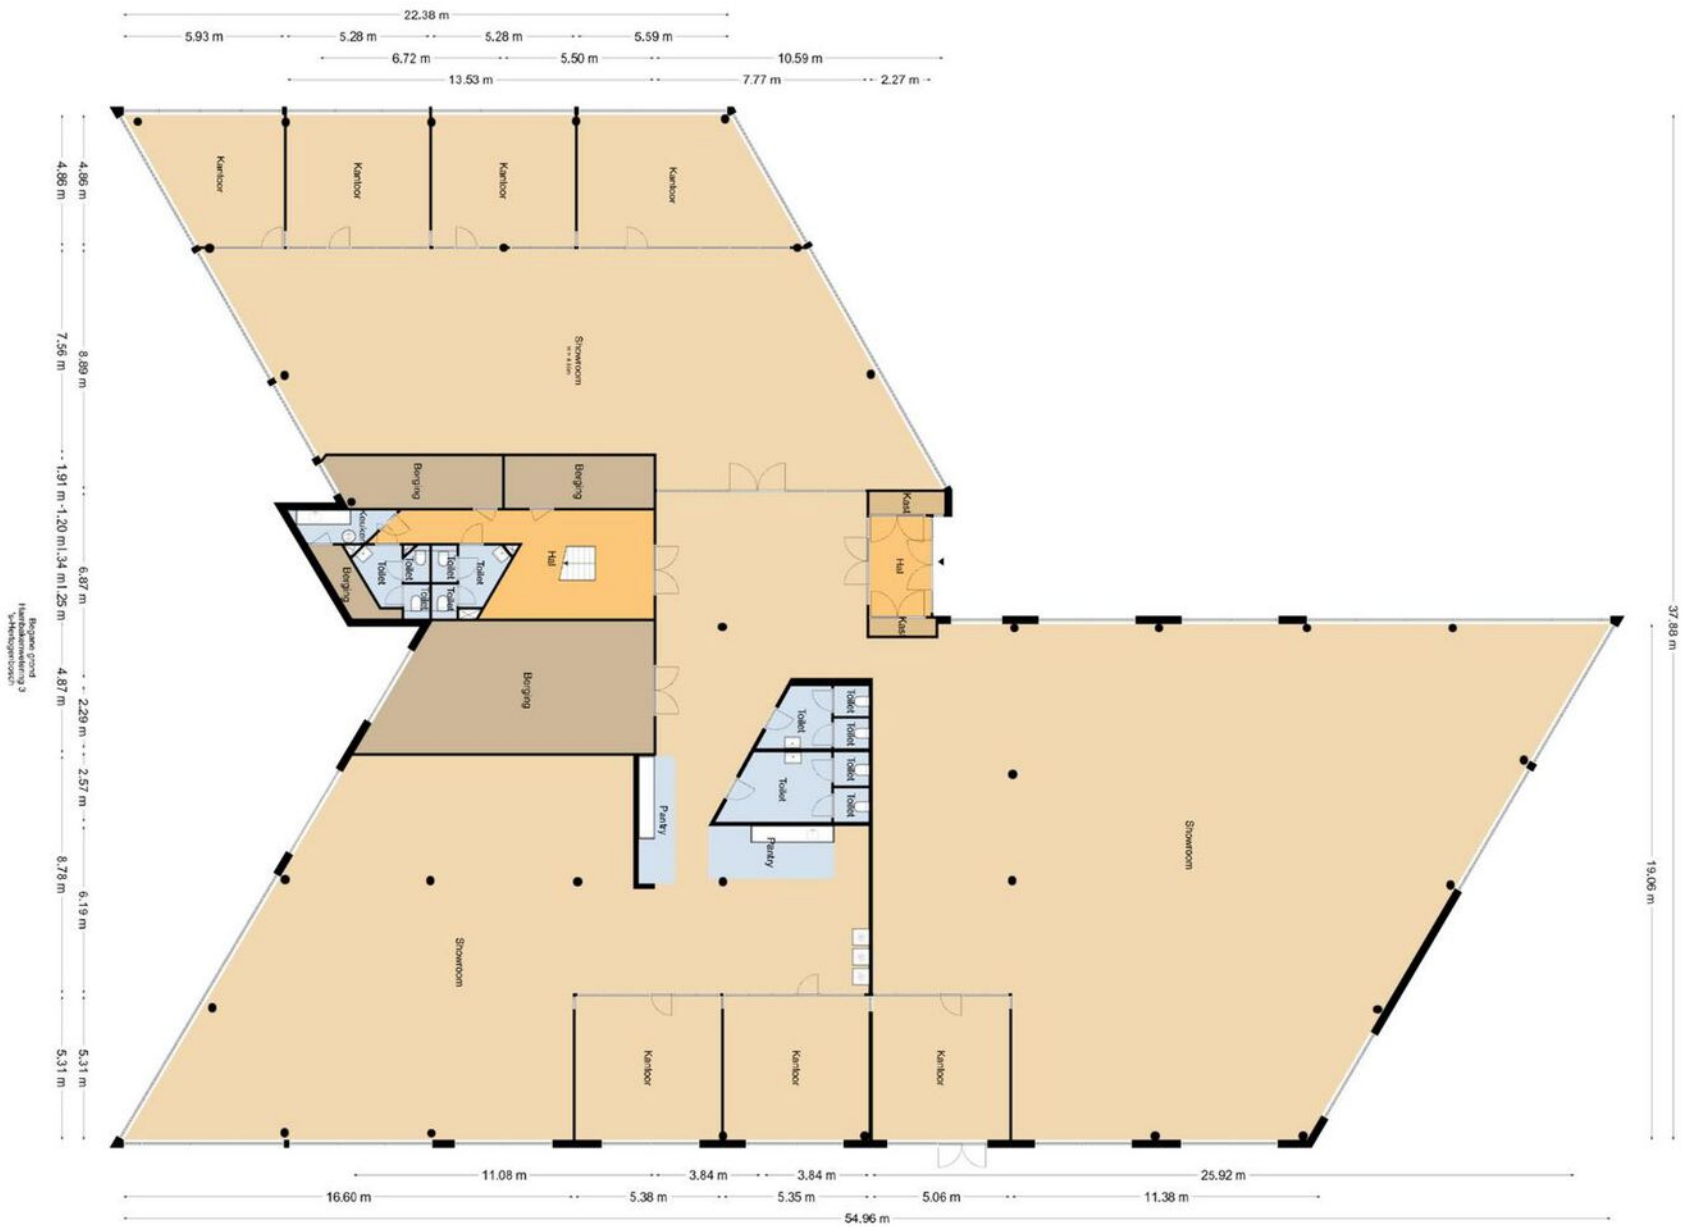 22.38 m
5.93 m 5.28 m 5.28 m 5.59 m
6.72 m 5.50 m 10.59 m
13.53 m 7.77 m 2.27 m
Kantoor
Kantoor
Kantoor
Kantoor
4.86 m
4.86 m
Showroom
7.56 m
8.89 m
Berging
Berging
Kast
1.91 m
1.20 m
1.34 m
1.25 m
6.87 m
Keuken
Hal
Hal
Toilet
Toilet
Toilet
Toilet
Toilet
Toilet
Berging
Kast
37.88 m
Begane grond
Hambakenwetering 3
's-Hertogenbosch
4.87 m
2.29 m
Berging
Toilet
Toilet
Toilet
Toilet
Toilet
Toilet
2.57 m
Pantry
Pantry
Showroom
8.78 m
6.19 m
19.06 m
Showroom
5.31 m
5.31 m
Kantoor
Kantoor
Kantoor
11.08 m 3.84 m 3.84 m 25.92 m
16.60 m 5.38 m 5.35 m 5.06 m 11.38 m
54.96 m